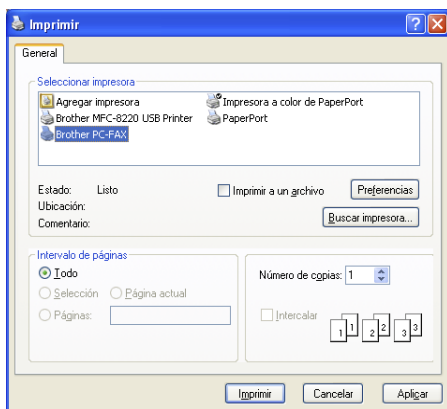 Imprimir
General
Seleccionar impresora
Agregar impresora
Impresora a color de PaperPort
Brother MFC-8220 USB Printer
PaperPort
Brother PC-FAX
Estado: Listo
Imprimir a un archivo
Preferencias
Ubicación:
Comentario:
Buscar impresora...
Intervalo de páginas
Todo
Selección
Página actual
Páginas:
Número de copias: 1
Intercalar
1 1 2 2 3 3
Imprimir
Cancelar
Aplicar